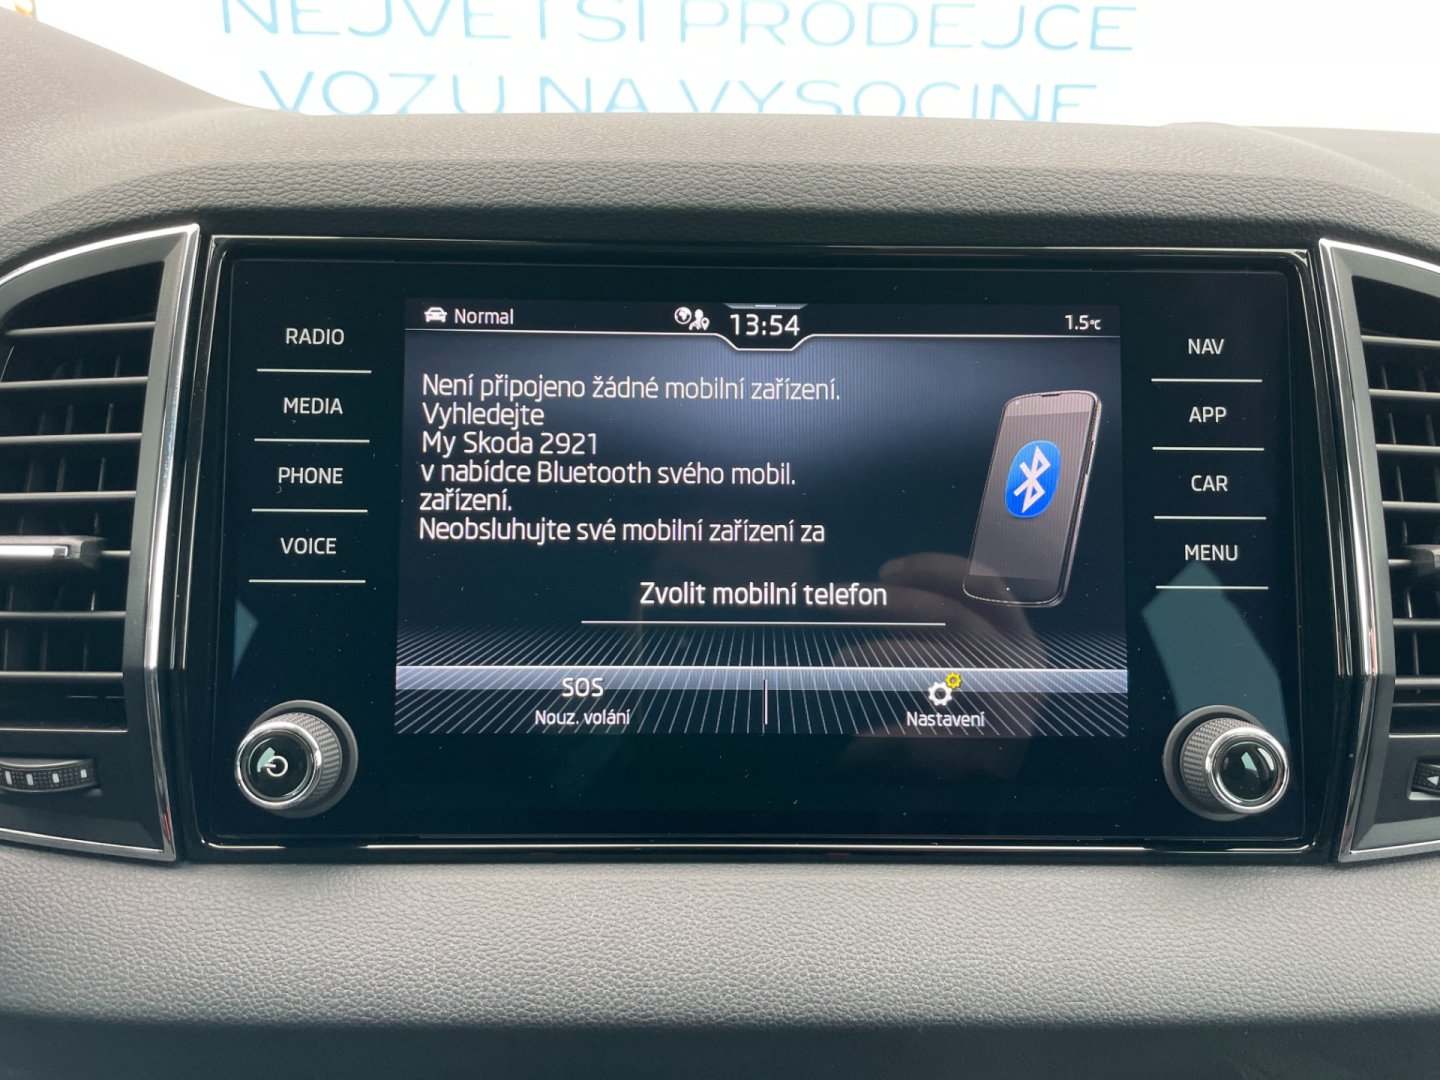 NEJVĚTŠÍ PRODEJCE
VOZŮ NA VYSOČINĚ
Normal
13:54
1.5°C
RADIO
MEDIA
PHONE
VOICE
Není připojeno žádné mobilní zařízení.
Vyhledejte
My Skoda 2921
v nabídce Bluetooth svého mobil.
zařízení.
Neobsluhujte své mobilní zařízení za
Zvolit mobilní telefon
SOS
Nouz. volání
Nastavení
NAV
APP
CAR
MENU